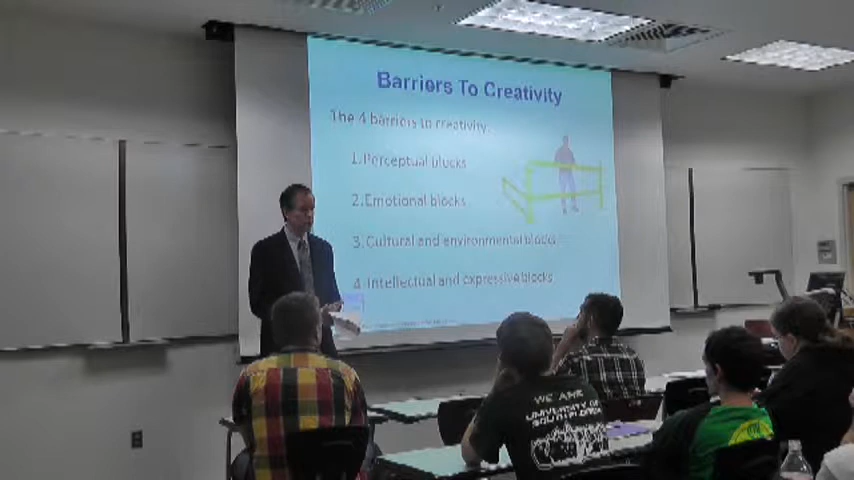 Barriers To Creativity
The 4 barriers to creativity:
1. Perceptual blocks
2. Emotional blocks
3. Cultural and environmental blocks
4. Intellectual and expressive blocks
WE ARE
UNIVERSITY OF
SOUTH FLORIDA